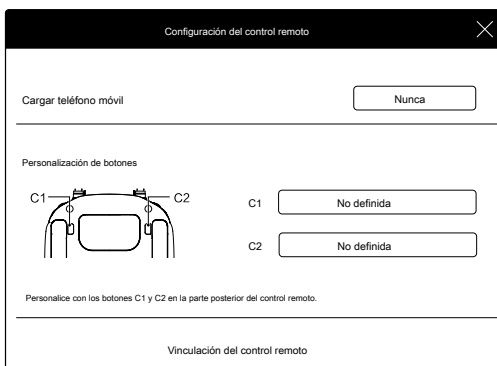 Configuración del control remoto
Cargar teléfono móvil
Nunca
Personalización de botones
C1
C2
C1
No definida
C2
No definida
Personalice con los botones C1 y C2 en la parte posterior del control remoto.
Vinculación del control remoto